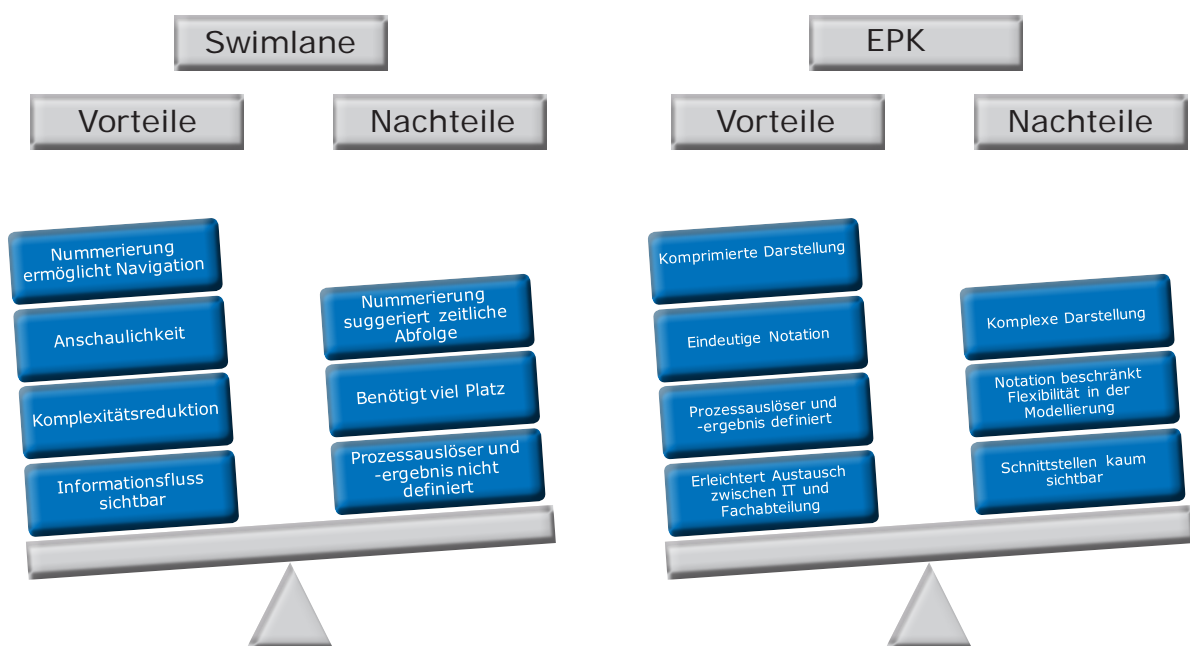 Swimlane
Vorteile
Nachteile
Nummerierung
ermöglicht Navigation
Anschaulichkeit
Komplexitätsreduktion
Informationsfluss
sichtbar
Nummerierung
suggeriert zeitliche
Abfolge
Benötigt viel Platz
Prozessauslöser und
-ergebnis nicht
definiert
EPK
Vorteile
Nachteile
Komprimierte Darstellung
Eindeutige Notation
Prozessauslöser und
-ergebnis definiert
Erleichtert Austausch
zwischen IT und
Fachabteilung
Komplexe Darstellung
Notation beschränkt
Flexibilität in der
Modellierung
Schnittstellen kaum
sichtbar